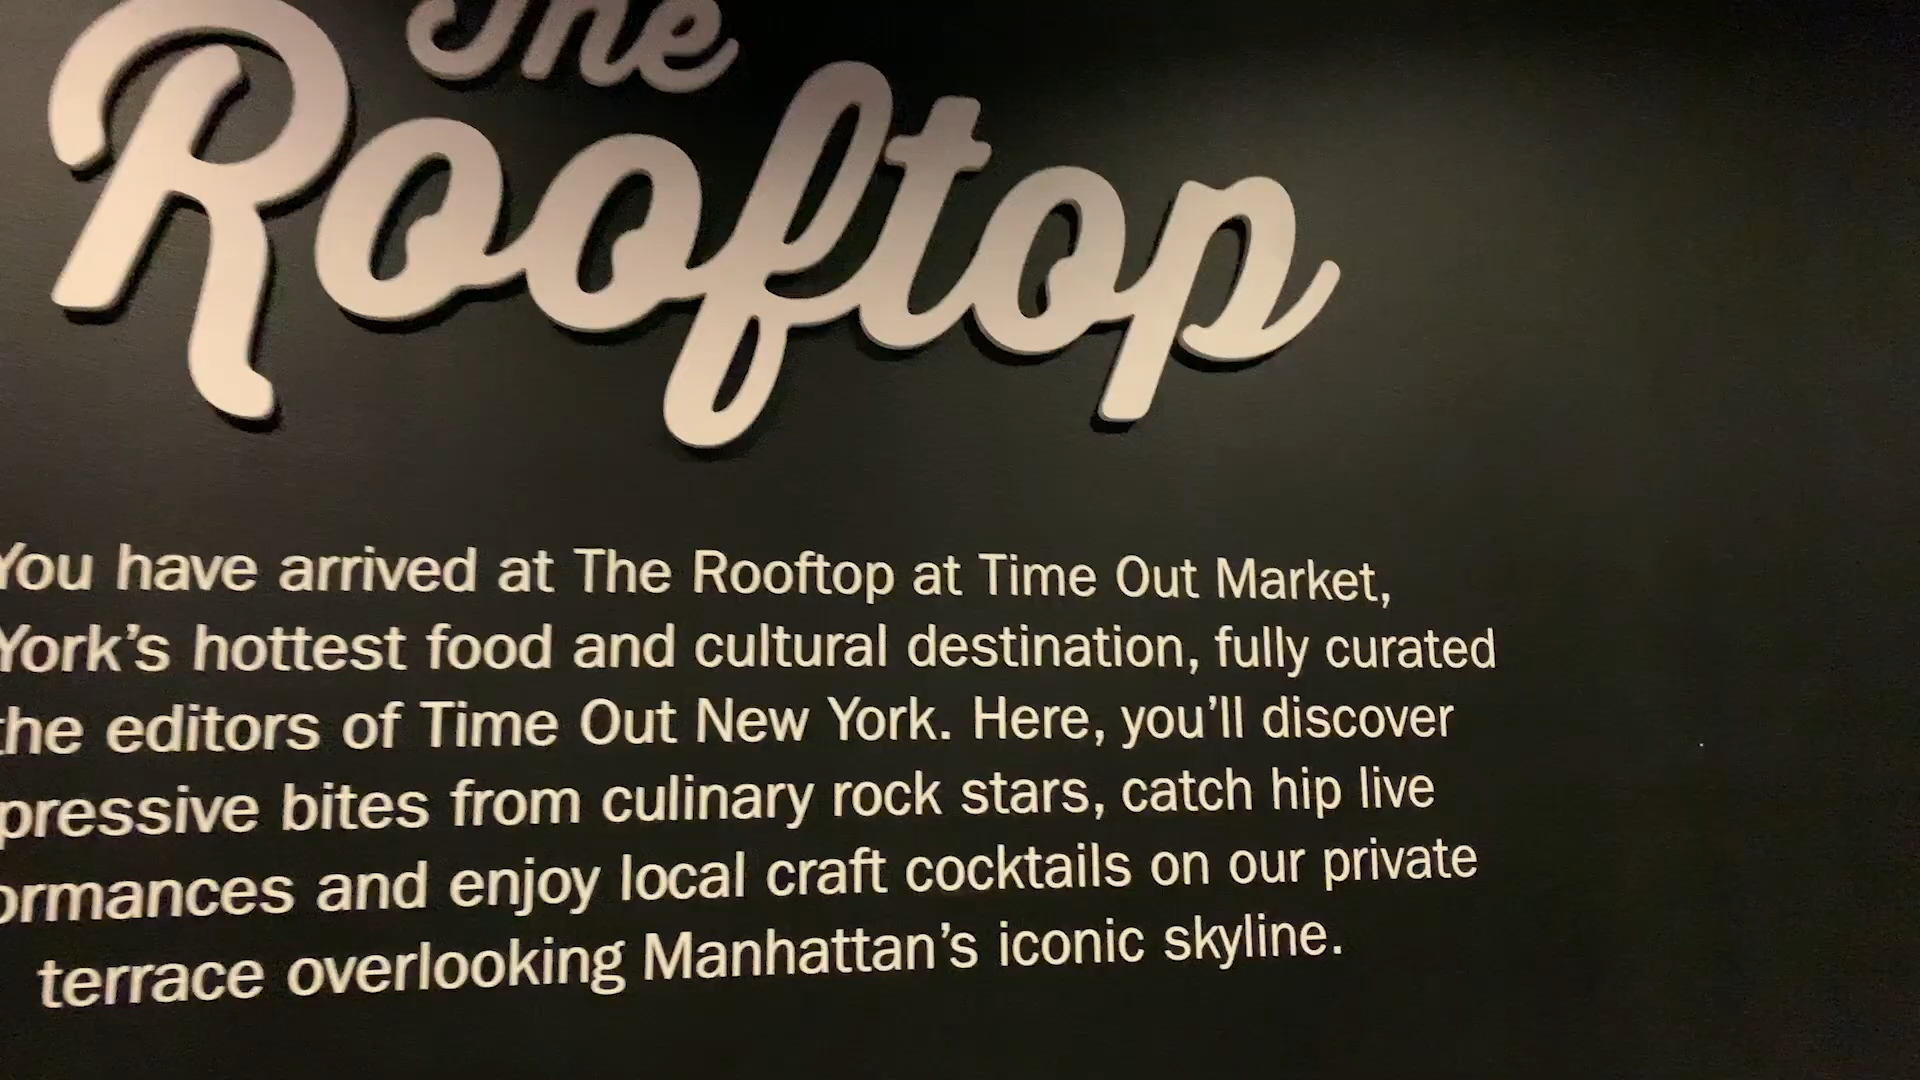 The
Rooftop
You have arrived at The Rooftop at Time Out Market,
York’s hottest food and cultural destination, fully curated
the editors of Time Out New York. Here, you’ll discover
pressive bites from culinary rock stars, catch hip live
ormances and enjoy local craft cocktails on our private
terrace overlooking Manhattan’s iconic skyline.